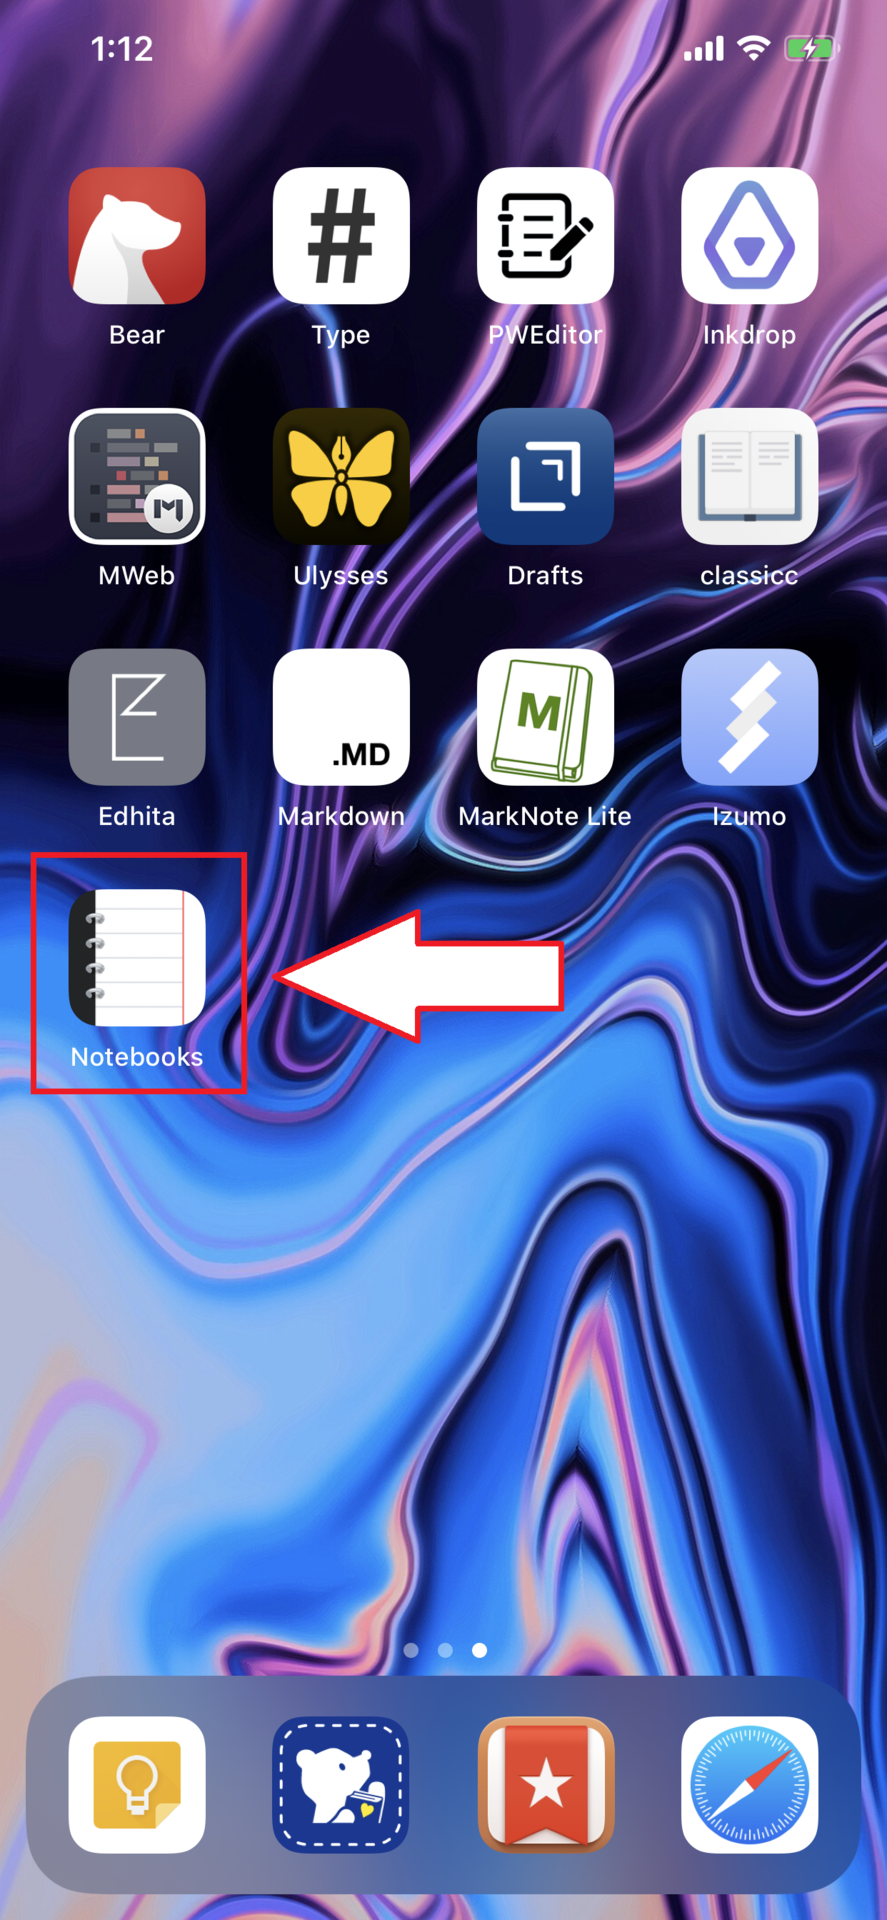 1:12
Bear
Type
PWEditor
Inkdrop
MWeb
Ulysses
Drafts
classicc
.MD
M
Edhita
Markdown
MarkNote Lite
Izumo
Notebooks